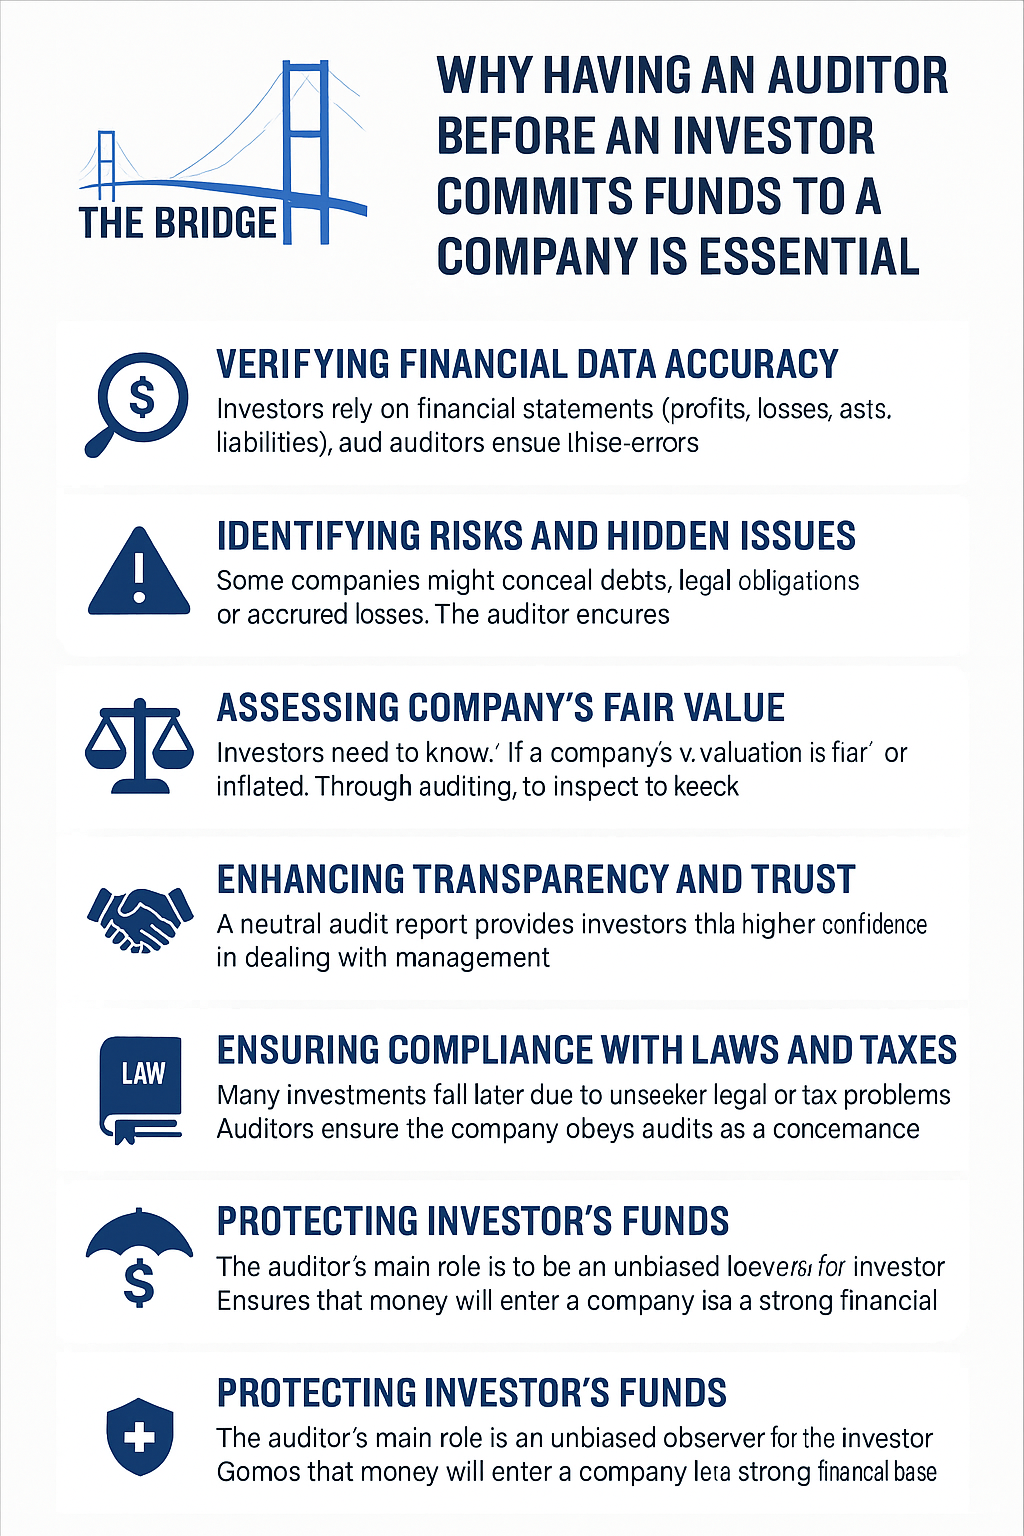 THE BRIDGE
WHY HAVING AN AUDITOR
BEFORE AN INVESTOR
COMMITS FUNDS TO A
COMPANY IS ESSENTIAL
$
VERIFYING FINANCIAL DATA ACCURACY
Investors rely on financial statements (profits, losses, asts.
liabilities), aud auditors ensue lhise-errors
IDENTIFYING RISKS AND HIDDEN ISSUES
Some companies might conceal debts, legal obligations
or accrured losses. The auditor encures
ASSESSING COMPANY'S FAIR VALUE
Investors need to know.‘ If a company's v. valuation is fiar’ or
inflated. Through auditing, to inspect to keeck
ENHANCING TRANSPARENCY AND TRUST
A neutral audit report provides investors thla higher confidence
in dealing with management
LAW
ENSURING COMPLIANCE WITH LAWS AND TAXES
Many investments fall later due to unseeker legal or tax problems
Auditors ensure the company obeys audits as a concemance
$
PROTECTING INVESTOR'S FUNDS
The auditor's main role is to be an unbiased for investor
Ensures that money will enter a company isa a strong financial
PROTECTING INVESTOR'S FUNDS
The auditor's main role is an unbiased observer for the investor
Gomos that money will enter a company a strong financal base